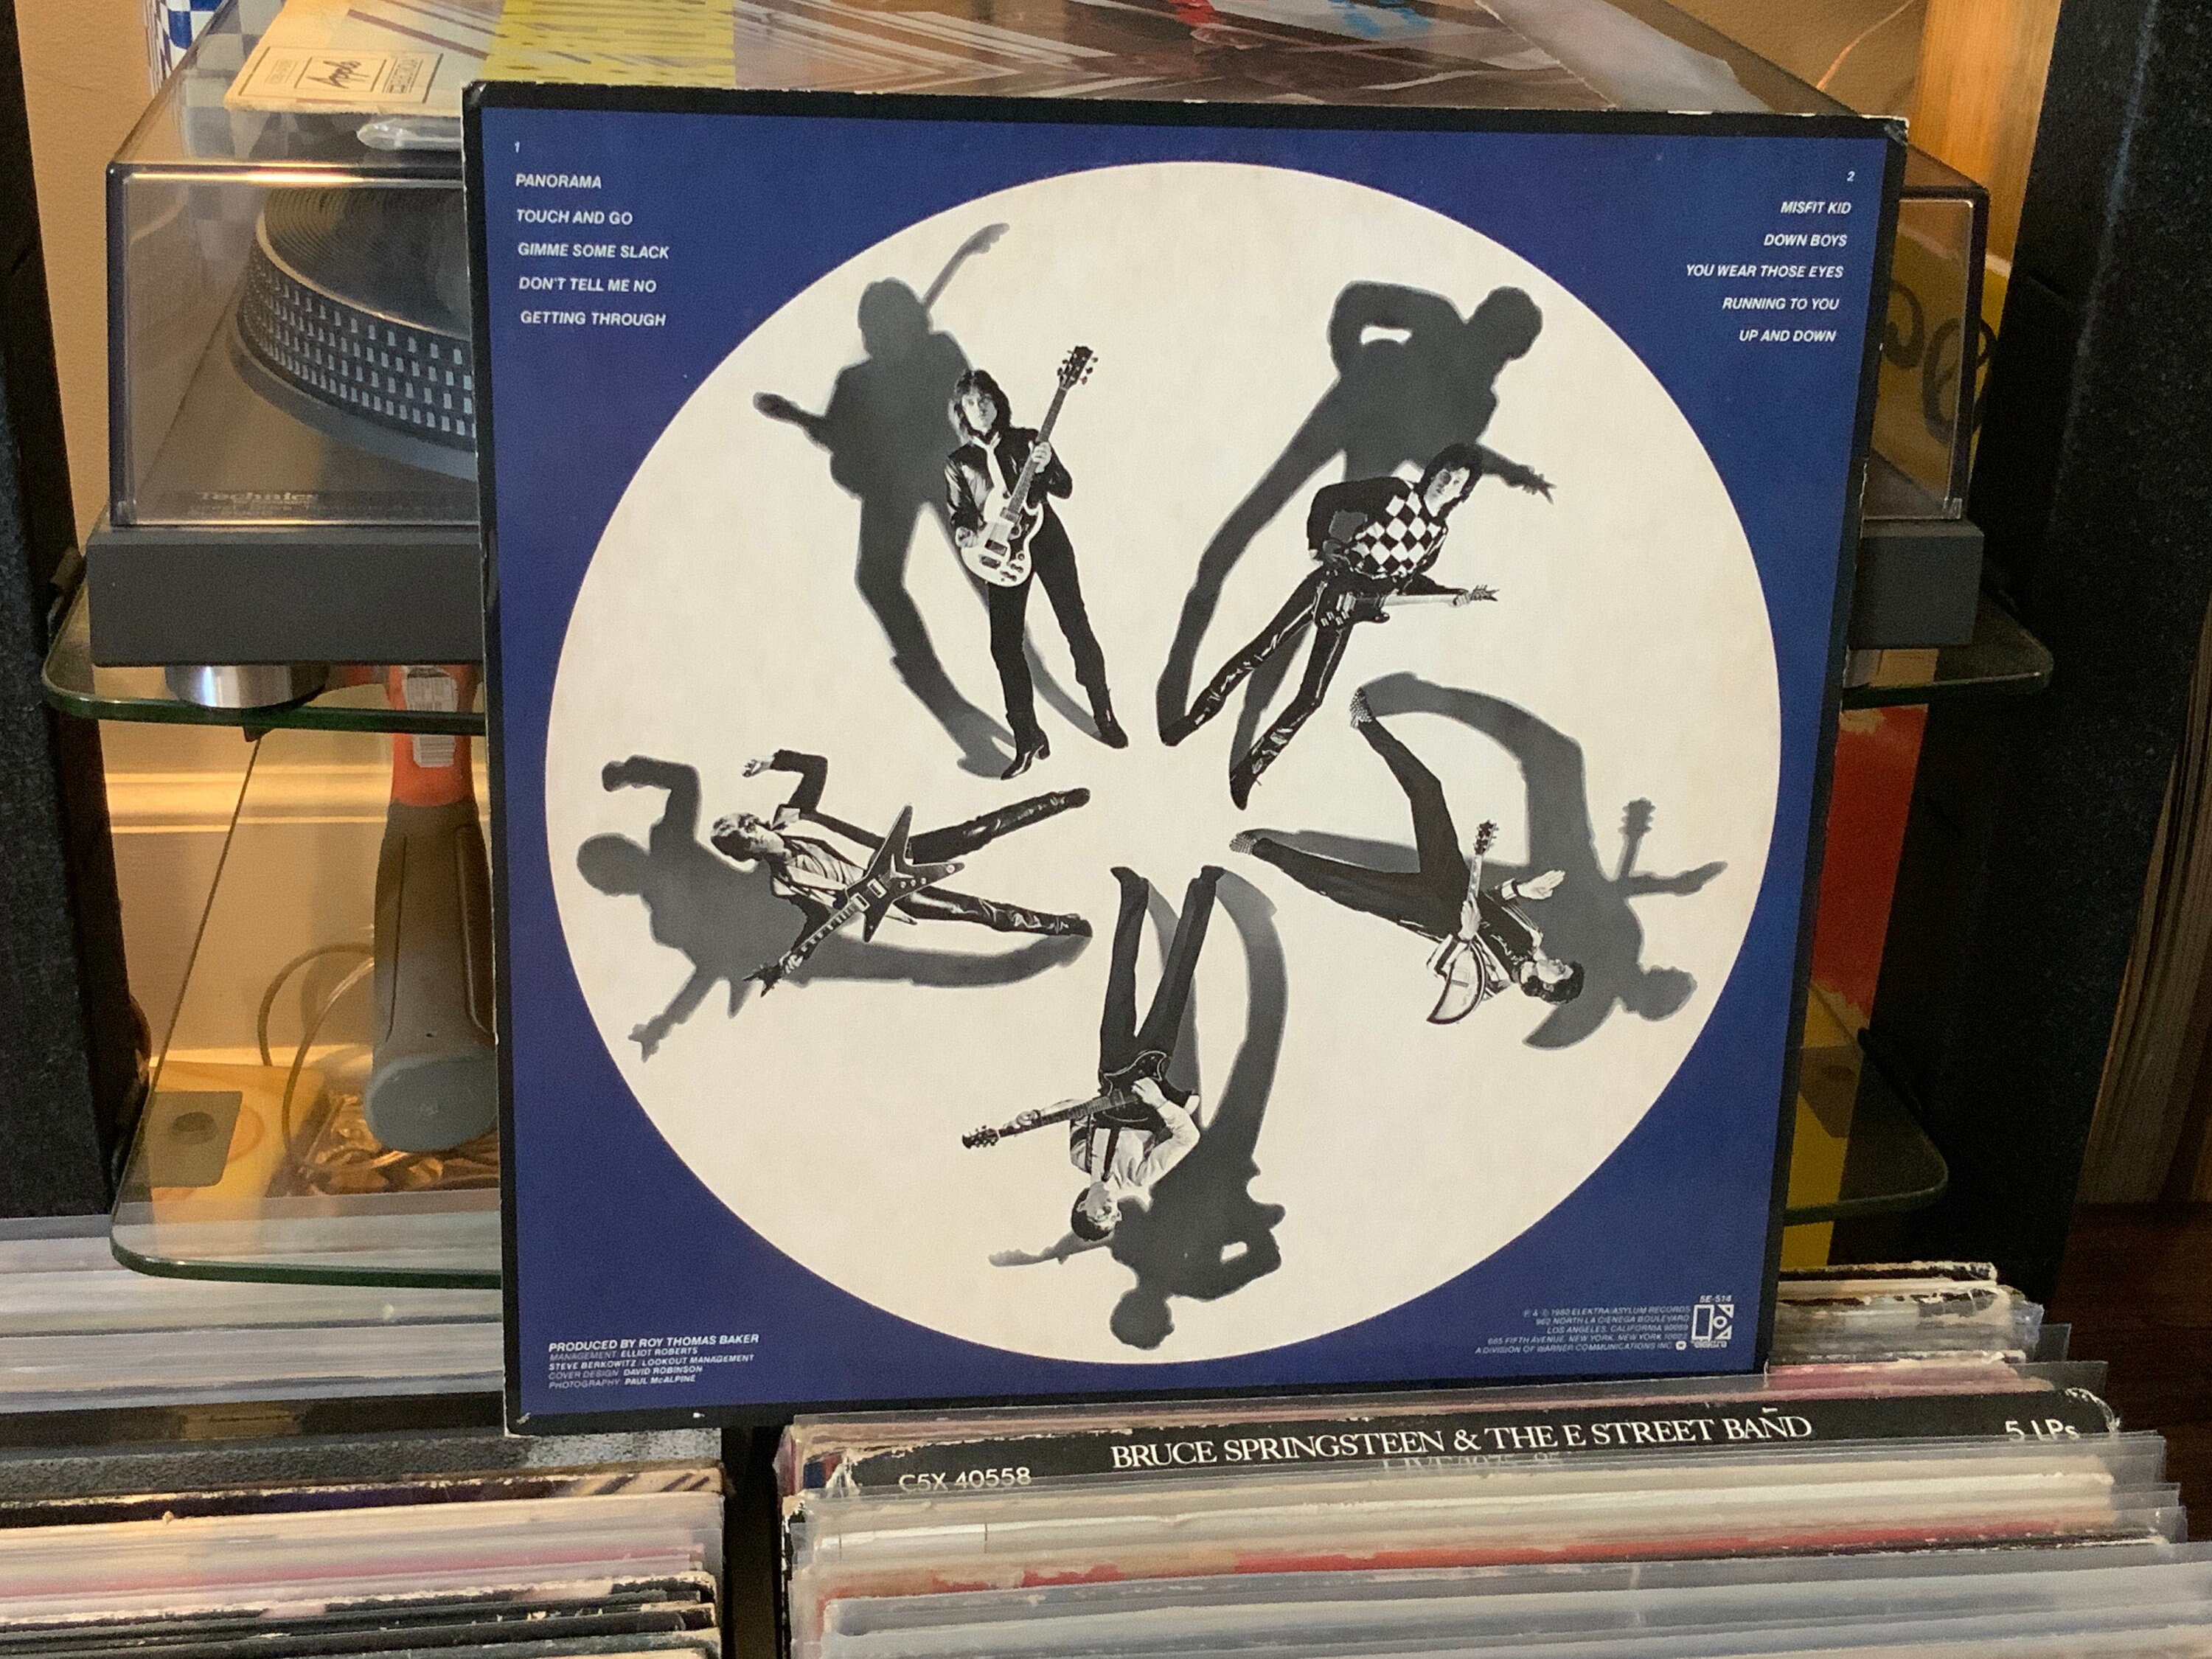 Apple
Technics
1
PANORAMA
TOUCH AND GO
GIMME SOME SLACK
DON'T TELL ME NO
GETTING THROUGH
2
MISFIT KID
DOWN BOYS
YOU WEAR THOSE EYES
RUNNING TO YOU
UP AND DOWN
PRODUCED BY ROY THOMAS BAKER
MANAGEMENT: ELLIOT ROBERTS
STEVE BERKOWITZ / LOOKOUT MANAGEMENT
COVER DESIGN: DAVID ROBINSON
PHOTOGRAPHY: PAUL McALPINE
5E-514
℗ & © 1980 ELEKTRA/ASYLUM RECORDS
962 NORTH LA CIENEGA BOULEVARD
LOS ANGELES, CALIFORNIA 90069
665 FIFTH AVENUE, NEW YORK, NEW YORK 10022
A DIVISION OF WARNER COMMUNICATIONS INC.
BRUCE SPRINGSTEEN & THE E STREET BAND
5 LPs
C5X 40558